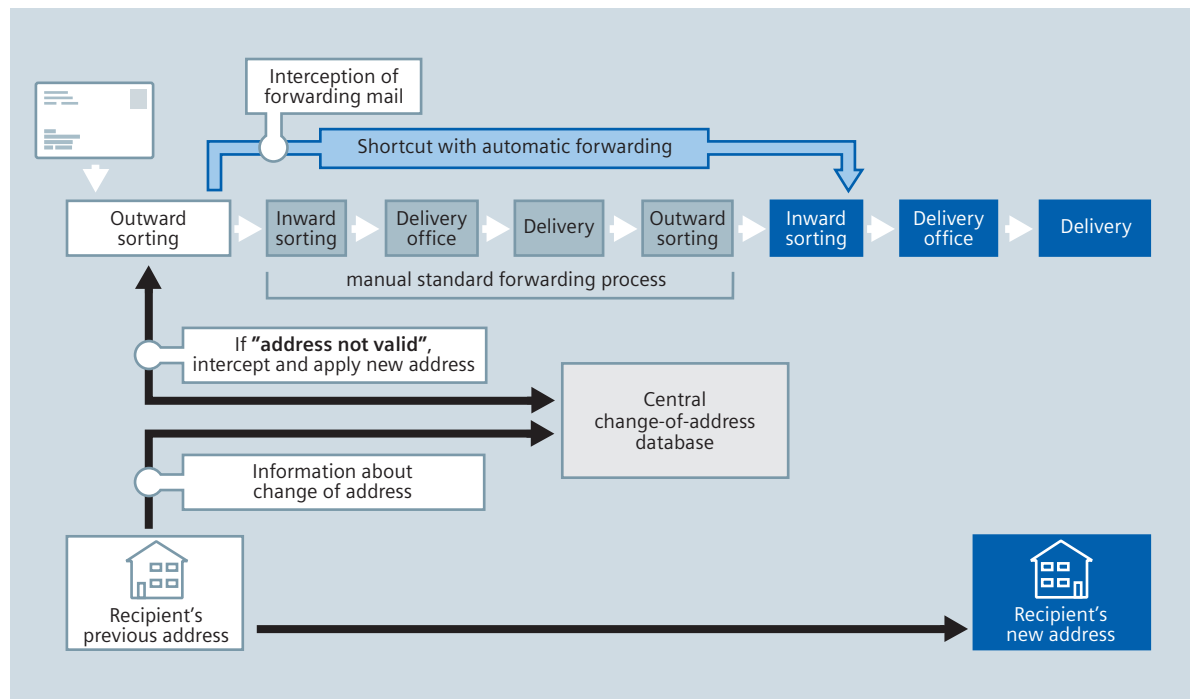 Interception of
forwarding mail
Shortcut with automatic forwarding
Outward
sorting
Inward
sorting
Delivery
office
Delivery
Outward
sorting
Inward
sorting
Delivery
office
Delivery
manual standard forwarding process
If "address not valid",
intercept and apply new address
Central
change-of-address
database
Information about
change of address
Recipient's
previous address
Recipient's
new address